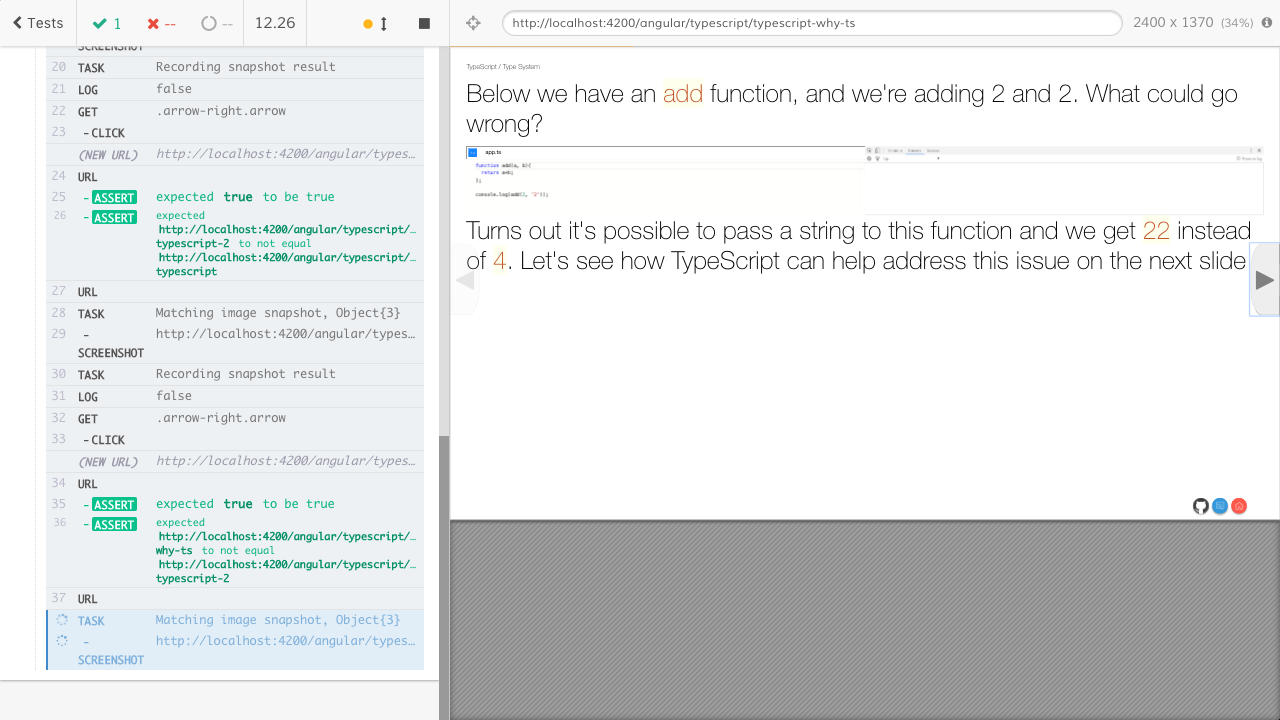 Tests
1
--
--
12.26
http://localhost:4200/angular/typescript/typescript-why-ts
2400 x 1370 (34%)
SCREENSHOT
20 TASK Recording snapshot result
21 LOG false
22 GET .arrow-right.arrow
23 - CLICK
(NEW URL) http://localhost:4200/angular/types…
24 URL
25 - ASSERT expected true to be true
26 - ASSERT expected
http://localhost:4200/angular/typescript/…
typescript-2 to not equal
http://localhost:4200/angular/typescript/
typescript
27 URL
28 TASK Matching image snapshot, Object{3}
29 - http://localhost:4200/angular/types…
SCREENSHOT
30 TASK Recording snapshot result
31 LOG false
32 GET .arrow-right.arrow
33 - CLICK
(NEW URL) http://localhost:4200/angular/types…
34 URL
35 - ASSERT expected true to be true
36 - ASSERT expected
http://localhost:4200/angular/typescript/…
why-ts to not equal
http://localhost:4200/angular/typescript/
typescript-2
37 URL
TASK Matching image snapshot, Object{3}
- http://localhost:4200/angular/types…
SCREENSHOT
TypeScript / Type System
Below we have an add function, and we're adding 2 and 2. What could go
wrong?
app.ts
function add(a, b){
return a+b;
};
console.log(add(2, "2"));
Turns out it's possible to pass a string to this function and we get 22 instead
of 4. Let's see how TypeScript can help address this issue on the next slide